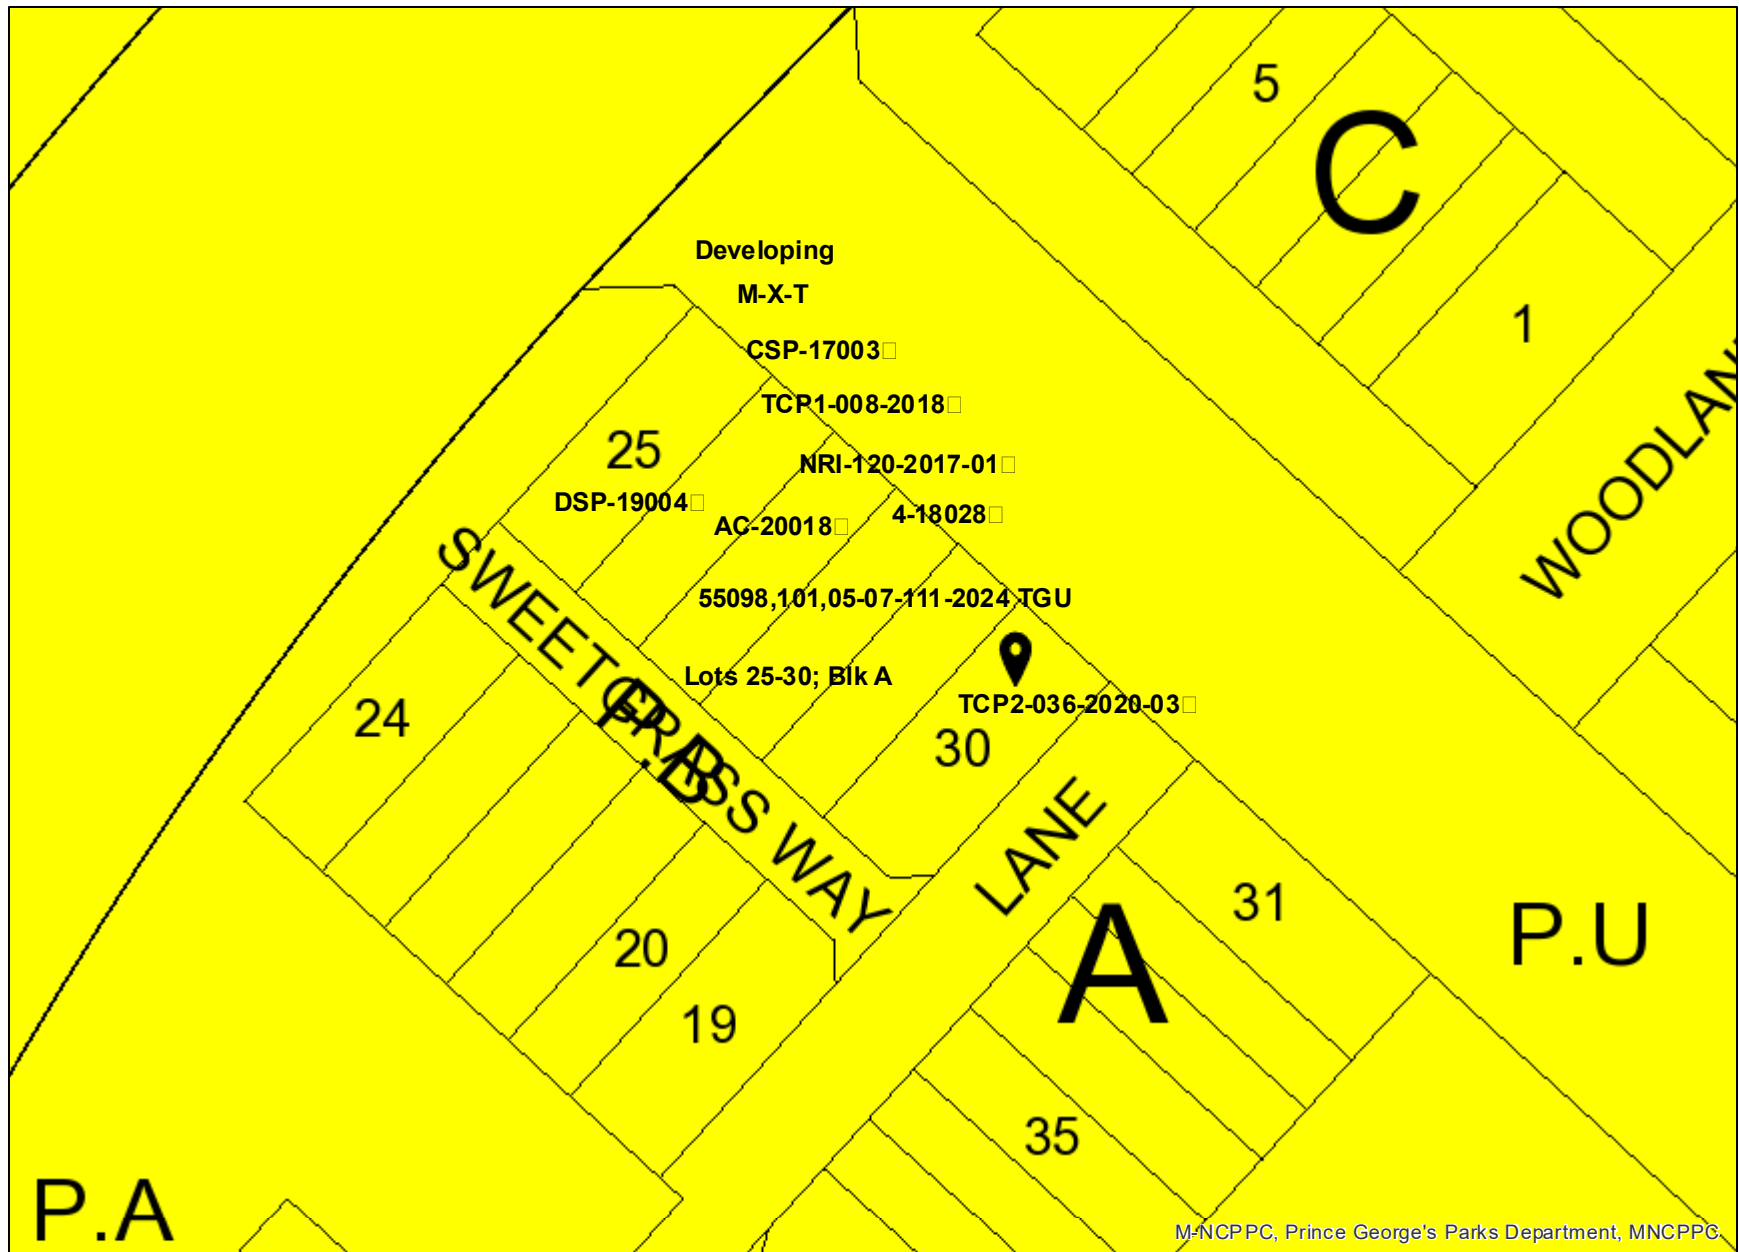 5
C
1
WOODLAN
Developing
M-X-T
CSP-17003
TCP1-008-2018
NRI-120-2017-01
4-18028
25
DSP-19004
AC-20018
55098,101,05-07-111-2024 TGU
Lots 25-30; Blk A
TCP2-036-2020-03
30
SWEETGRASS WAY
P.B
24
20
19
LANE
A
31
P.U
35
P.A
M-NCPPC, Prince George's Parks Department, MNCPPC